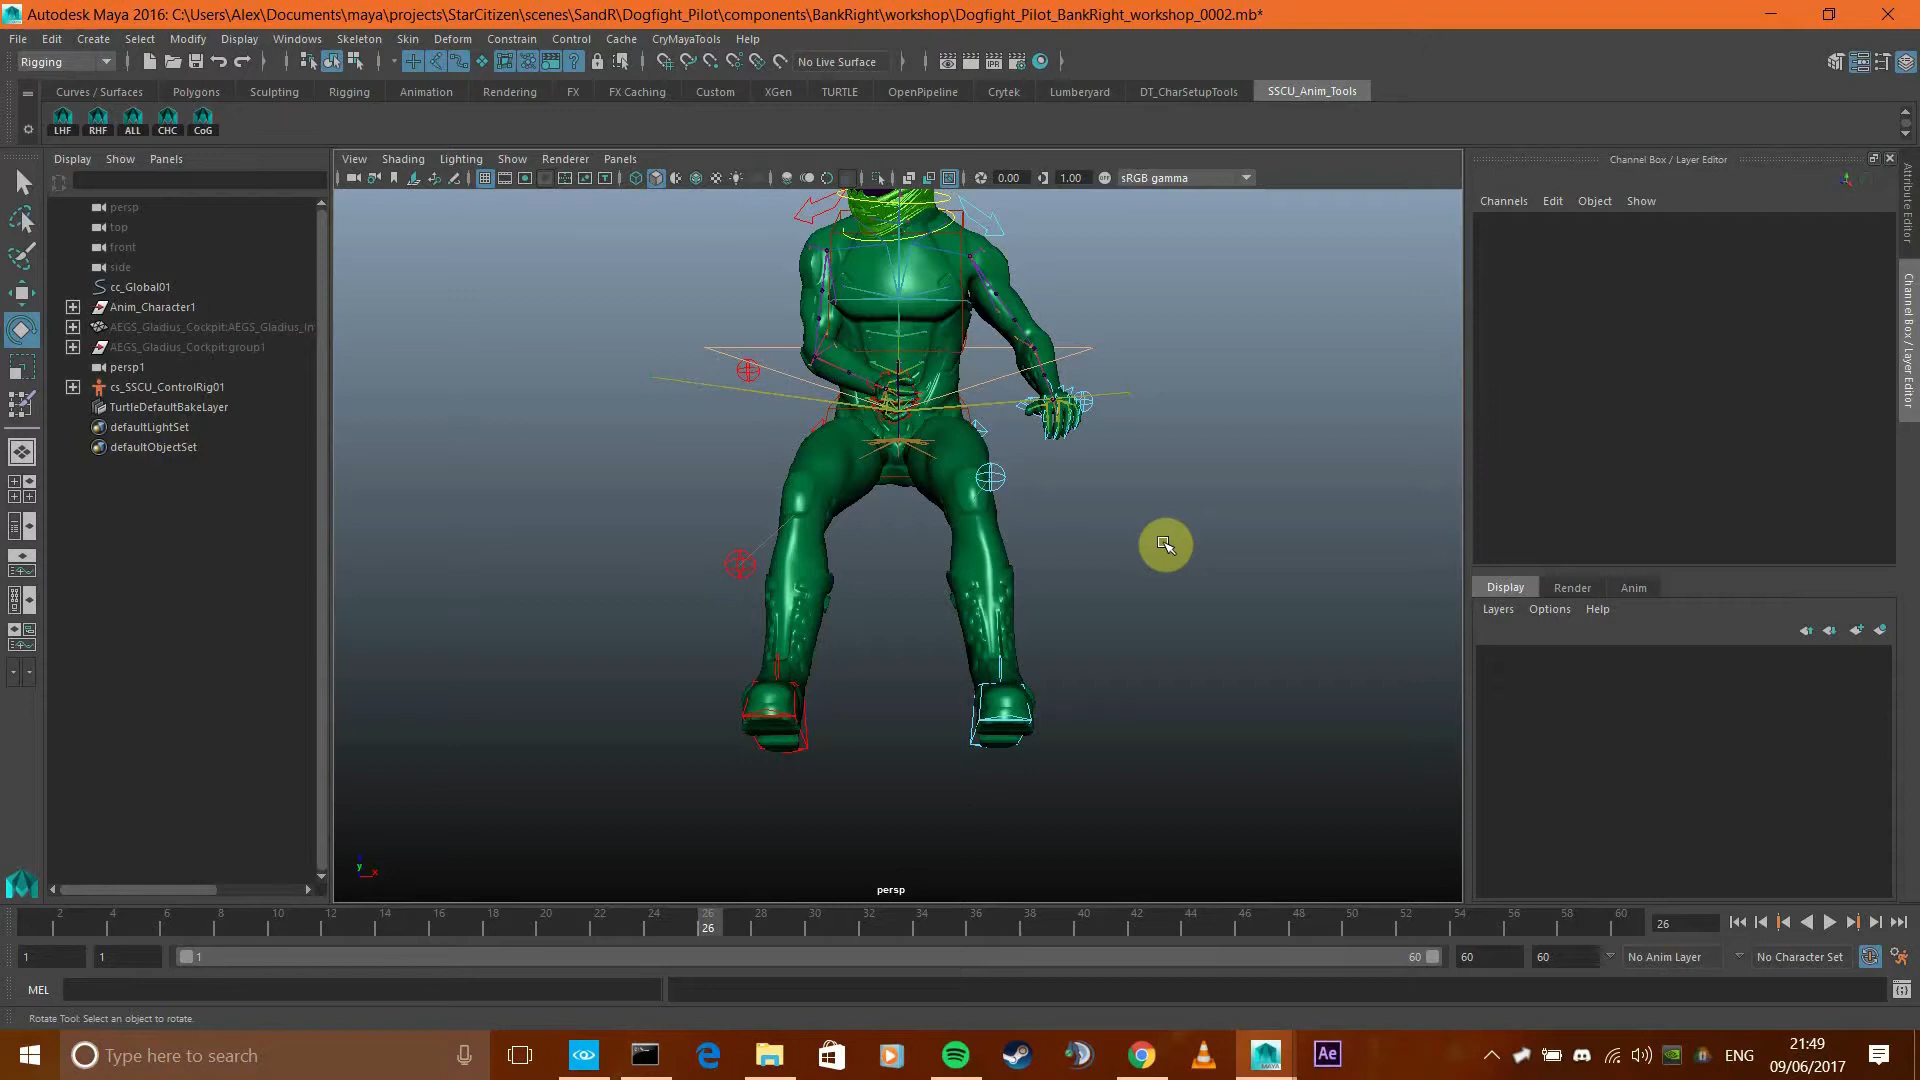 Autodesk Maya 2016: C:\Users\Alex\Documents\maya\projects\StarCitizen\scenes\SandR\Dogfight_Pilot\components\BankRight\workshop\Dogfight_Pilot_BankRight_workshop_0002.mb*
File Edit Create Select Modify Display Windows Skeleton Skin Deform Constrain Control Cache CryMayaTools Help
Rigging No Live Surface
Curves / Surfaces Polygons Sculpting Rigging Animation Rendering FX FX Caching Custom XGen TURTLE OpenPipeline Crytek Lumberyard DT_CharSetupTools SSCU_Anim_Tools
LHF RHF ALL CHC CoG
Display Show Panels
View Shading Lighting Show Renderer Panels
0.00 1.00 sRGB gamma
persp
top
front
side
cc_Global01
Anim_Character1
AEGS_Gladius_Cockpit:AEGS_Gladius_In
AEGS_Gladius_Cockpit:group1
persp1
cs_SSCU_ControlRig01
TurtleDefaultBakeLayer
defaultLightSet
defaultObjectSet
y x
persp
Channel Box / Layer Editor
Channels Edit Object Show
Attribute Editor
Channel Box / Layer Editor
Display Render Anim
Layers Options Help
2 4 6 8 10 12 14 16 18 20 22 24 26 28 30 32 34 36 38 40 42 44 46 48 50 52 54 56 58 60
26 26
1 1 1 60 60 60 No Anim Layer No Character Set
MEL
Rotate Tool: Select an object to rotate.
Type here to search
MAYA
Ae
ENG
21:49
09/06/2017